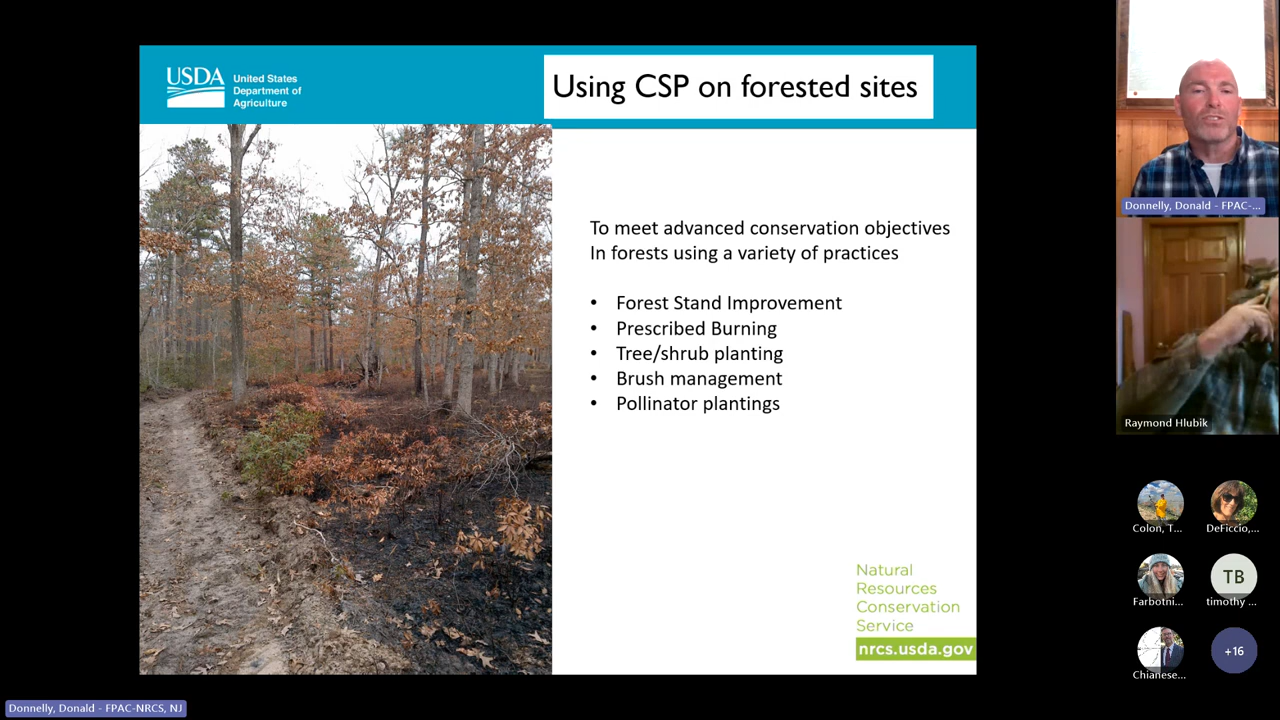 USDA
United States
Department of
Agriculture
Using CSP on forested sites
To meet advanced conservation objectives
In forests using a variety of practices
• Forest Stand Improvement
• Prescribed Burning
• Tree/shrub planting
• Brush management
• Pollinator plantings
Natural
Resources
Conservation
Service
nrcs.usda.gov
Donnelly, Donald - FPAC-...
Raymond Hlubik
Colon, T...
DeFiccio,...
Farbotni...
TB
timothy ...
Chianese...
+16
Donnelly, Donald - FPAC-NRCS, NJ